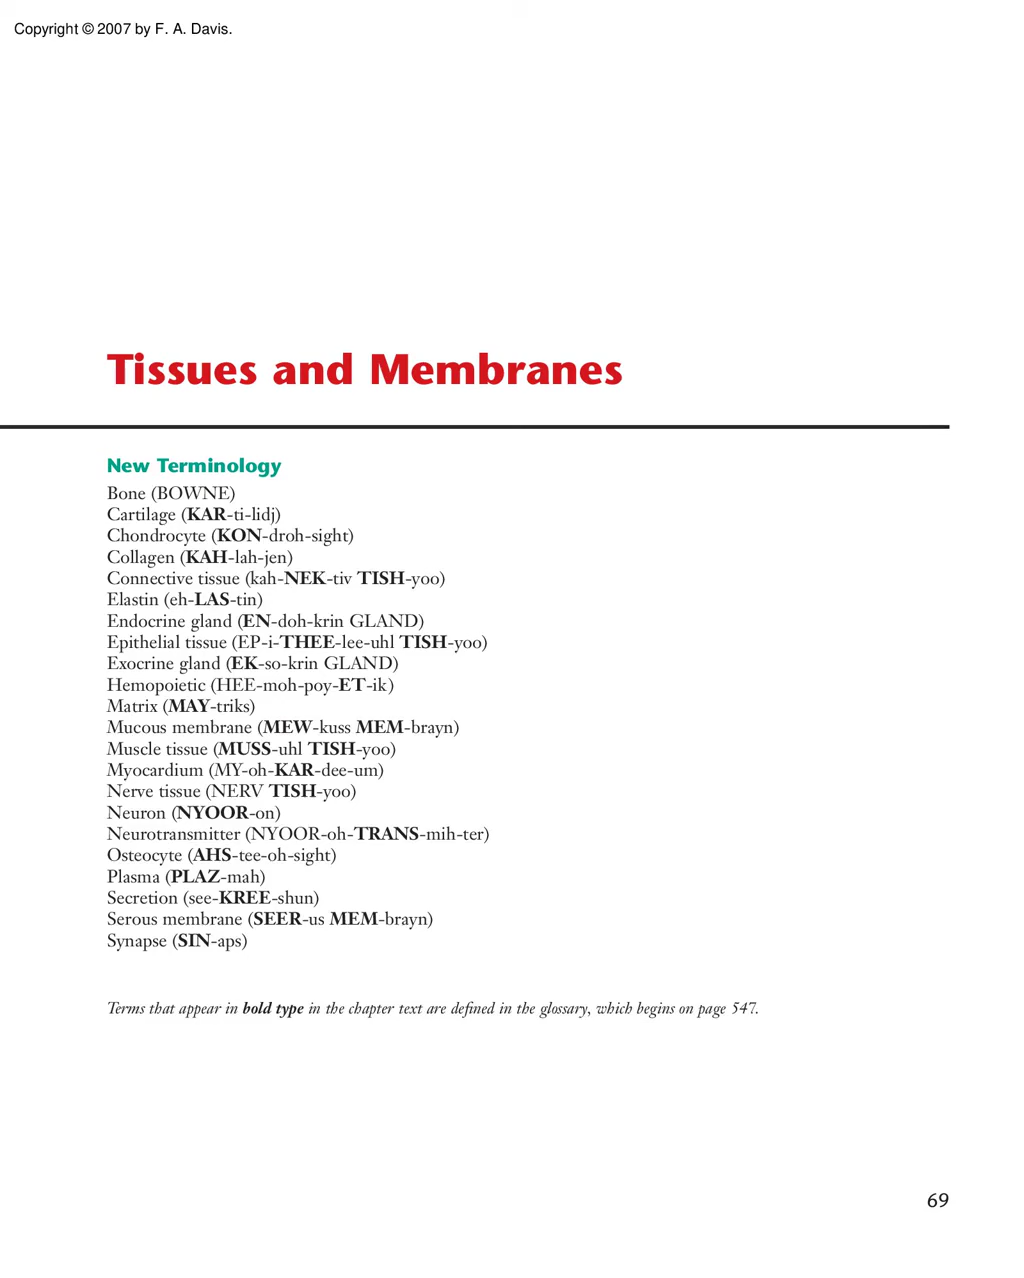 Copyright © 2007 by F. A. Davis.
Tissues and Membranes
New Terminology
Bone (BOWNE)
Cartilage (KAR-ti-lidj)
Chondrocyte (KON-droh-sight)
Collagen (KAH-lah-jen)
Connective tissue (kah-NEK-tiv TISH-yoo)
Elastin (eh-LAS-tin)
Endocrine gland (EN-doh-krin GLAND)
Epithelial tissue (EP-i-THEE-lee-uhl TISH-yoo)
Exocrine gland (EK-so-krin GLAND)
Hemopoietic (HEE-moh-poy-ET-ik)
Matrix (MAY-triks)
Mucous membrane (MEW-kuss MEM-brayn)
Muscle tissue (MUSS-uhl TISH-yoo)
Myocardium (MY-oh-KAR-dee-um)
Nerve tissue (NERV TISH-yoo)
Neuron (NYOOR-on)
Neurotransmitter (NYOOR-oh-TRANS-mih-ter)
Osteocyte (AHS-tee-oh-sight)
Plasma (PLAZ-mah)
Secretion (see-KREE-shun)
Serous membrane (SEER-us MEM-brayn)
Synapse (SIN-aps)
Terms that appear in bold type in the chapter text are defined in the glossary, which begins on page 547.
69